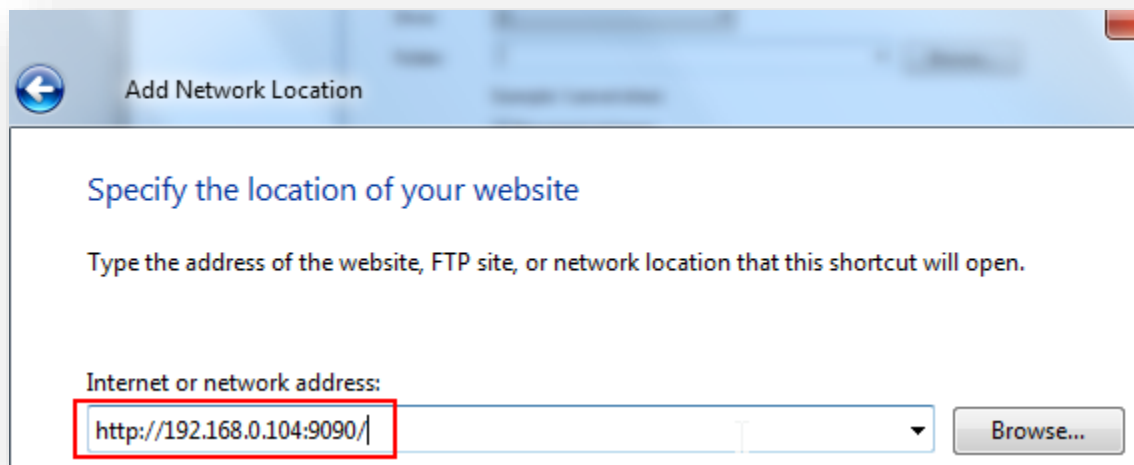 Add Network Location
Specify the location of your website
Type the address of the website, FTP site, or network location that this shortcut will open.
Internet or network address:
http://192.168.0.104:9090/
Browse...